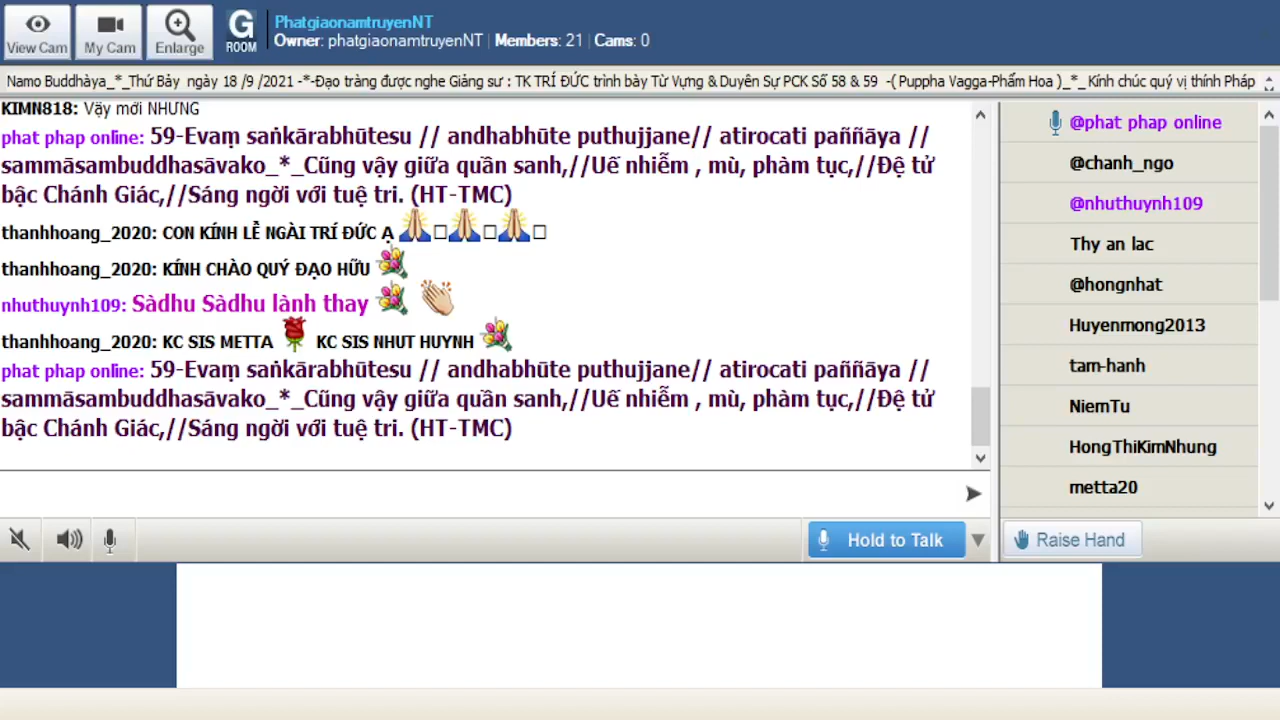 View Cam
My Cam
Enlarge
G
ROOM
PhatgiaonamtruyenNT
Owner: phatgiaonamtruyenNT | Members: 21 | Cams: 0
Namo Buddhàya_*_Thứ Bảy ngày 18 /9 /2021 -*-Đạo tràng được nghe Giảng sư : TK TRÍ ĐỨC trình bày Từ Vựng & Duyên Sự PCK Số 58 & 59 -( Puppha Vagga-Phẩm Hoa )_*_ Kính chúc quý vị thính Pháp
KIMN818: Vậy mới NHƯNG
phat phap online: 59-Evaṃ saṅkārabhūtesu // andhabhūte puthujjane// atirocati paññāya //
sammāsambuddhasāvako_*_Cũng vậy giữa quần sanh,//Uế nhiễm , mù, phàm tục,//Đệ tử
bậc Chánh Giác,//Sáng ngời với tuệ tri. (HT-TMC)
thanhhoang_2020: CON KÍNH LỄ NGÀI TRÍ ĐỨC Ạ
thanhhoang_2020: KÍNH CHÀO QUÝ ĐẠO HỮU
nhuthuynh109: Sàdhu Sàdhu lành thay
thanhhoang_2020: KC SIS METTA KC SIS NHUT HUYNH
phat phap online: 59-Evaṃ saṅkārabhūtesu // andhabhūte puthujjane// atirocati paññāya //
sammāsambuddhasāvako_*_Cũng vậy giữa quần sanh,//Uế nhiễm , mù, phàm tục,//Đệ tử
bậc Chánh Giác,//Sáng ngời với tuệ tri. (HT-TMC)
@phat phap online
@chanh_ngo
@nhuthuynh109
Thy an lac
@hongnhat
Huyenmong2013
tam-hanh
NiemTu
HongThiKimNhung
metta20
Hold to Talk
Raise Hand